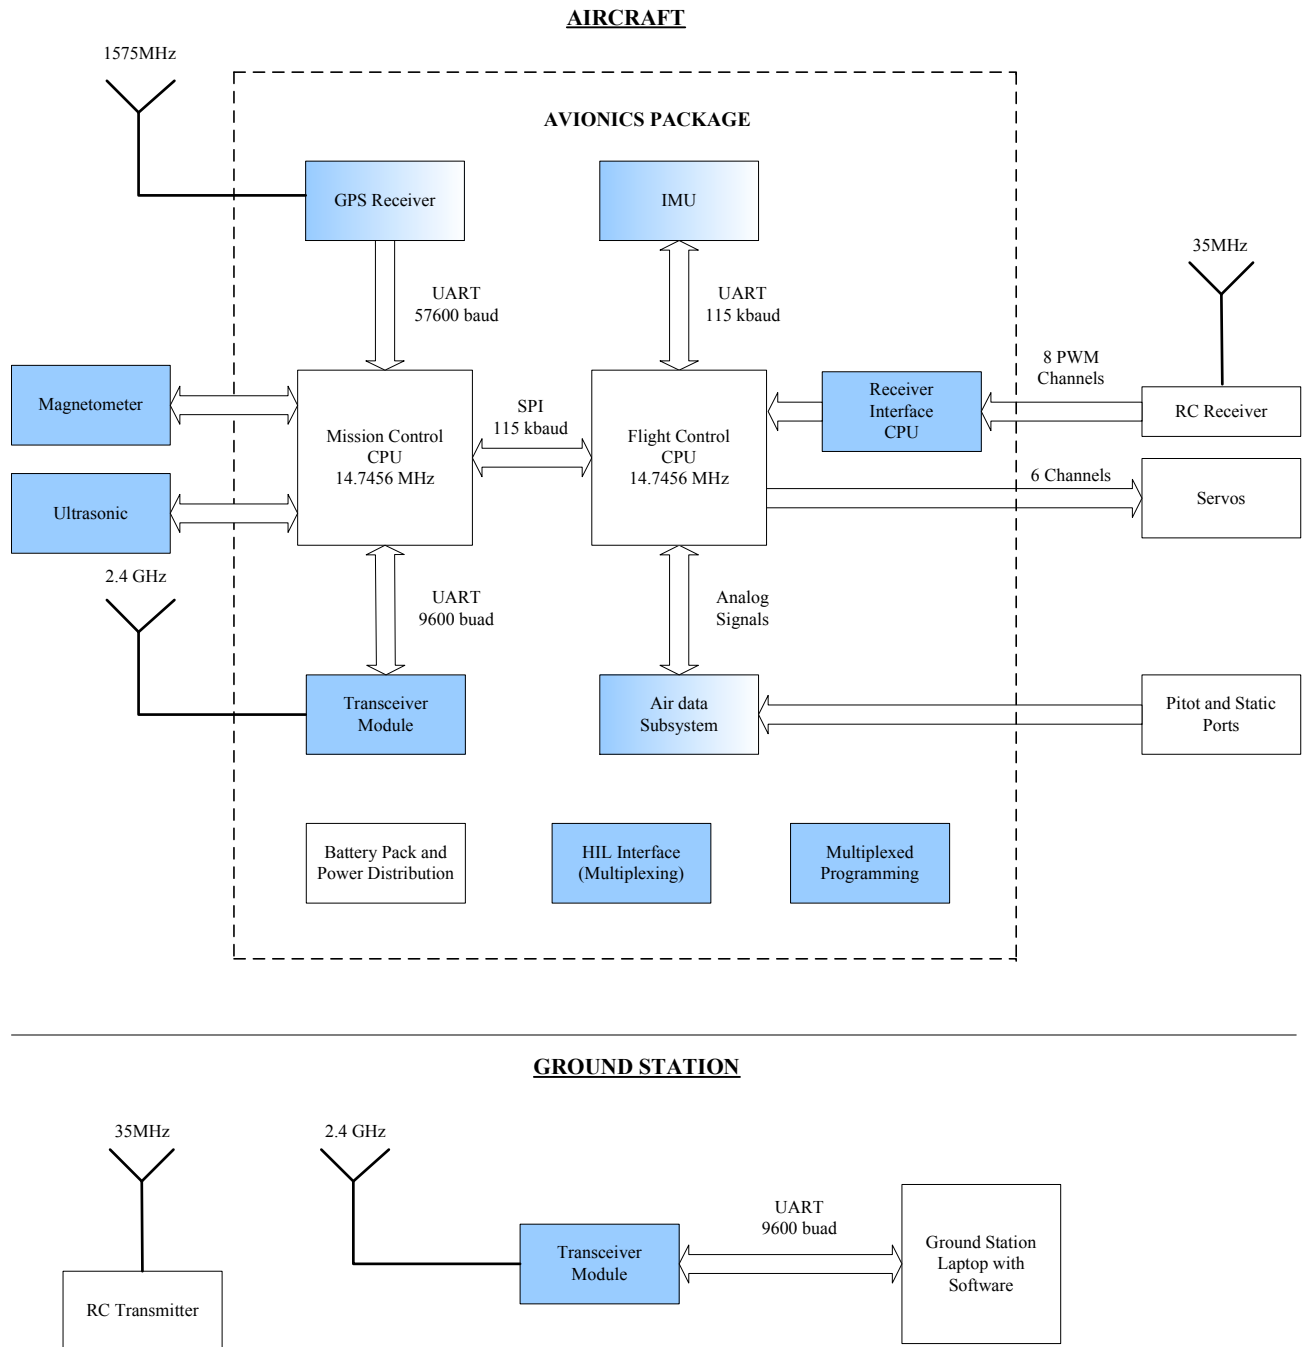 AIRCRAFT
1575MHz
AVIONICS PACKAGE
GPS Receiver
IMU
35MHz
UART
57600 baud
UART
115 kbaud
8 PWM
Channels
Magnetometer
Receiver
Interface
CPU
RC Receiver
SPI
115 kbaud
Mission Control
CPU
14.7456 MHz
Flight Control
CPU
14.7456 MHz
6 Channels
Servos
Ultrasonic
2.4 GHz
UART
9600 buad
Analog
Signals
Transceiver
Module
Air data
Subsystem
Pitot and Static
Ports
Battery Pack and
Power Distribution
HIL Interface
(Multiplexing)
Multiplexed
Programming
GROUND STATION
35MHz
2.4 GHz
UART
9600 buad
Transceiver
Module
Ground Station
Laptop with
Software
RC Transmitter